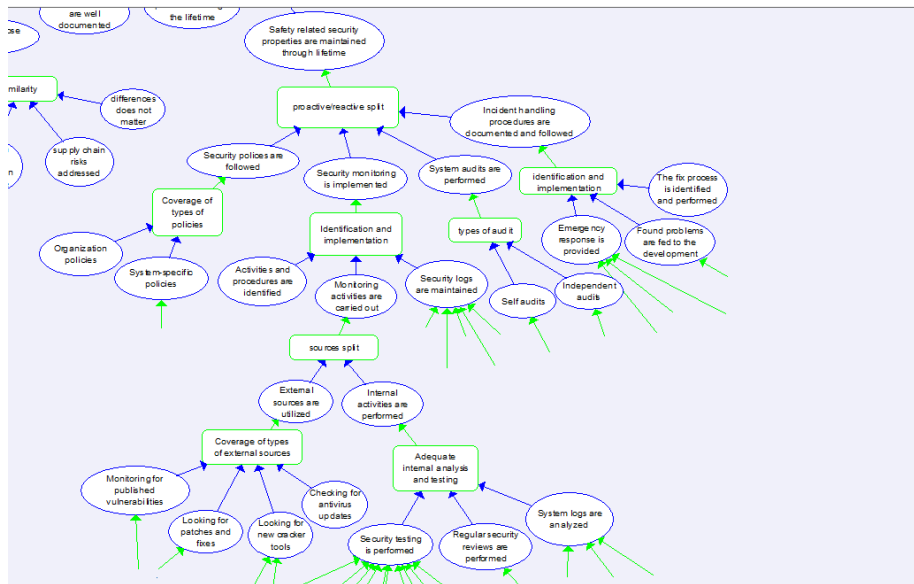 are well
documented
the lifetime
Safety related security
properties are maintained
through lifetime
milarity
differences
does not
matter
supply chain
risks
addressed
proactive/reactive split
Incident handling
procedures are
documented and followed
Security polices are
followed
Security monitoring
is implemented
System audits are
performed
identification and
implementation
The fix process
is identified
and performed
Coverage of
types of
policies
Identification and
implementation
types of audit
Emergency
response is
provided
Found problems
are fed to the
development
Organization
policies
System-specific
policies
Activities and
procedures are
identified
Monitoring
activities are
carried out
Security logs
are maintained
Self audits
Independent
audits
sources split
External
sources are
utilized
Internal
activities are
performed
Coverage of types
of external sources
Adequate
internal analysis
and testing
Monitoring for
published
vulnerabilities
Looking for
patches and
fixes
Looking for
new cracker
tools
Checking for
antivirus
updates
Security testing
is performed
Regular security
reviews are
performed
System logs are
analyzed